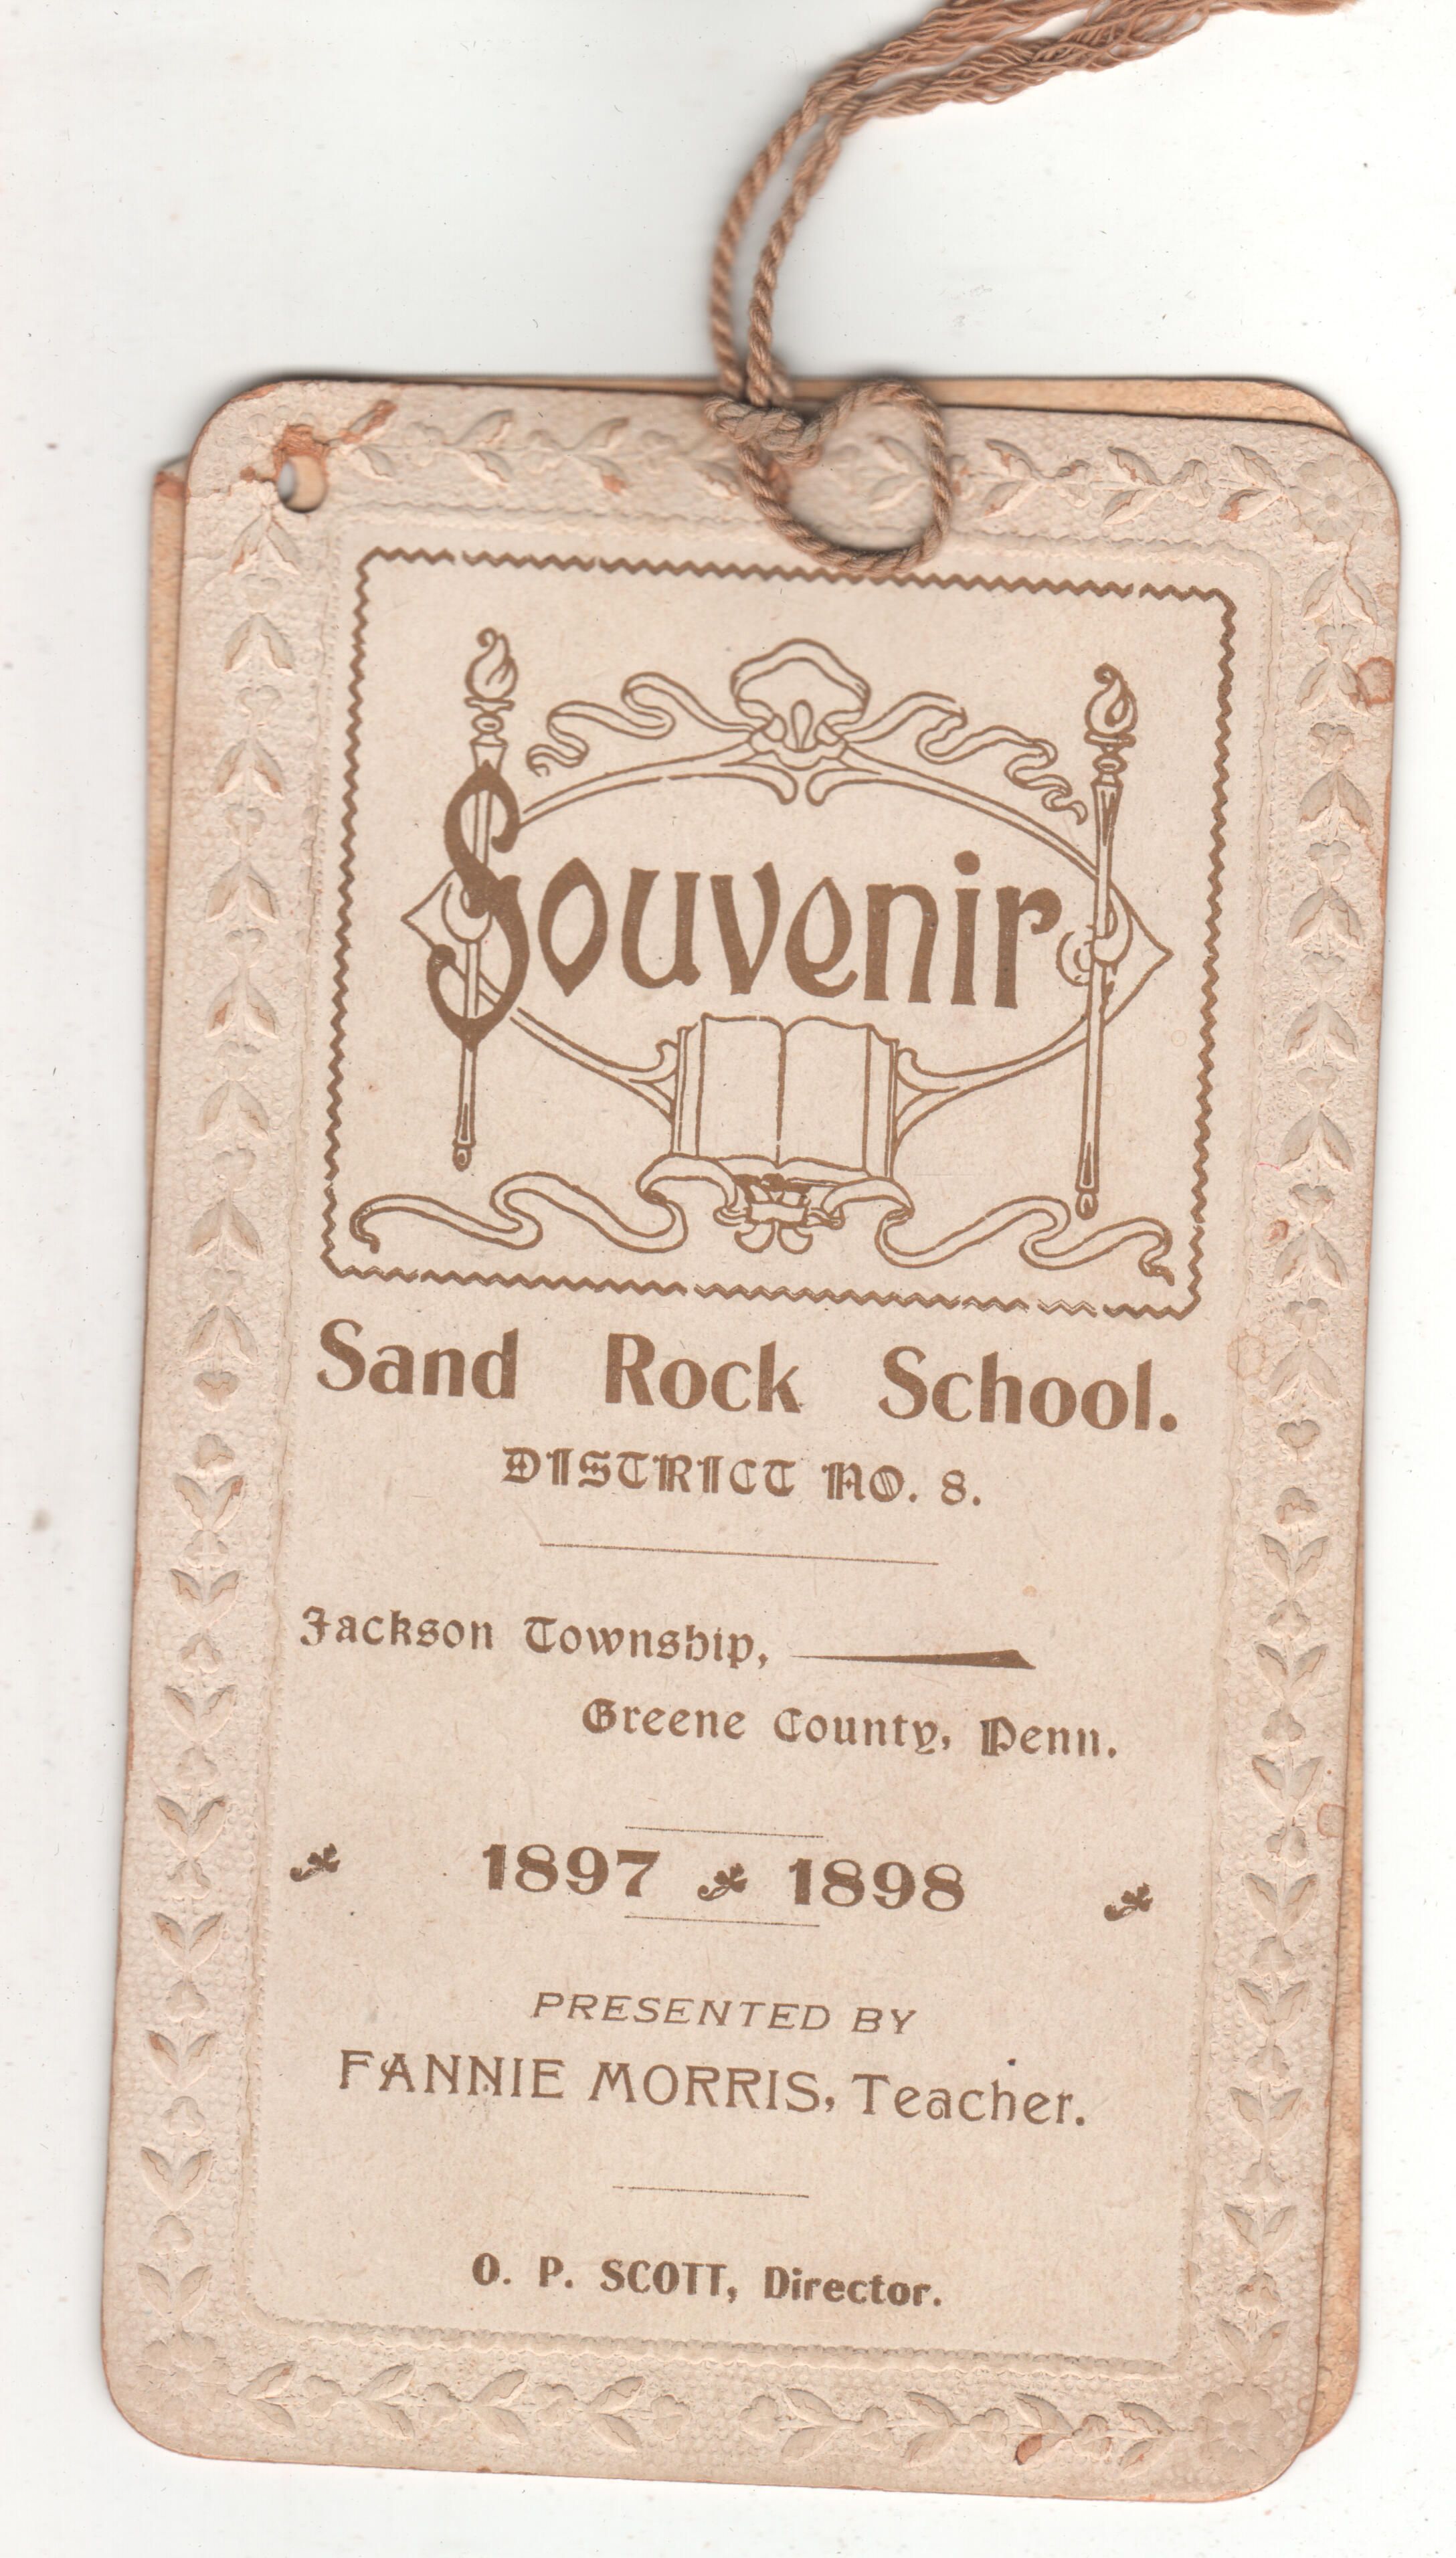 Souvenir
Sand Rock School.
DISTRICT NO. 8.
Jackson Township,
Greene County, Penn.
1897 1898
PRESENTED BY
FANNIE MORRIS, Teacher.
O. P. SCOTT, Director.